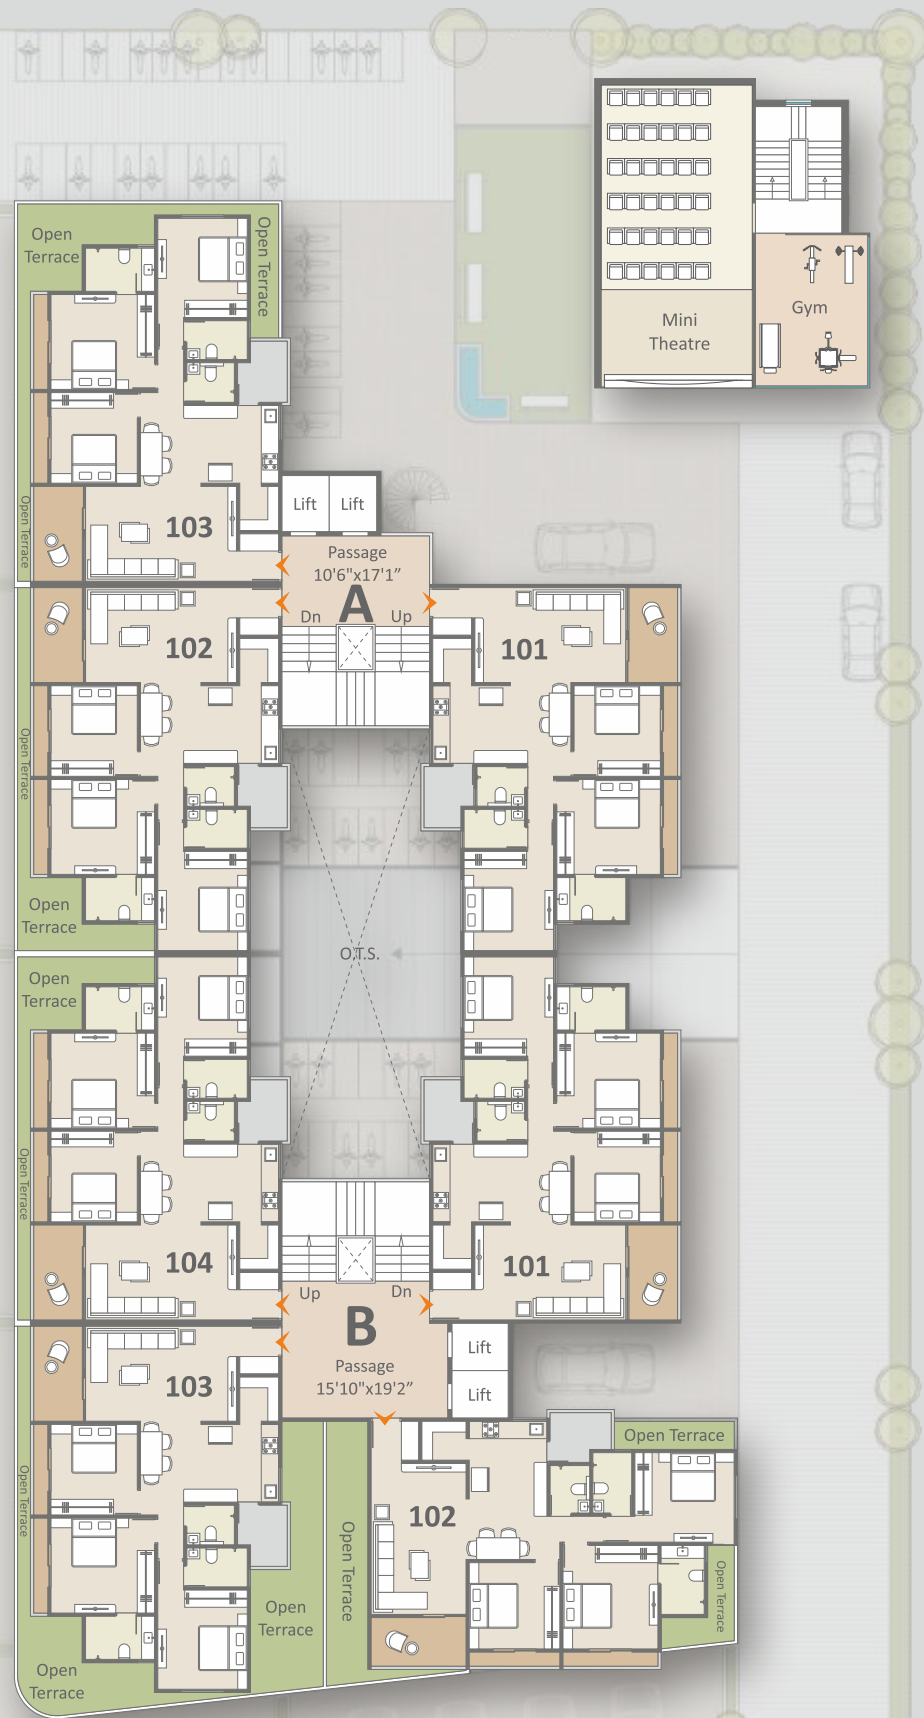 Open
Terrace
Open Terrace
Mini
Theatre
Gym
Open Terrace
103
Lift
Lift
Passage
10'6"x17'1”
A
Dn
Up
102
101
Open Terrace
Open
Terrace
O.T.S.
Open
Terrace
Open Terrace
104
101
Up
Dn
B
Passage
15'10"x19'2”
Lift
Lift
103
Open Terrace
Open Terrace
102
Open Terrace
Open Terrace
Open
Terrace
Open
Terrace
Open Terrace